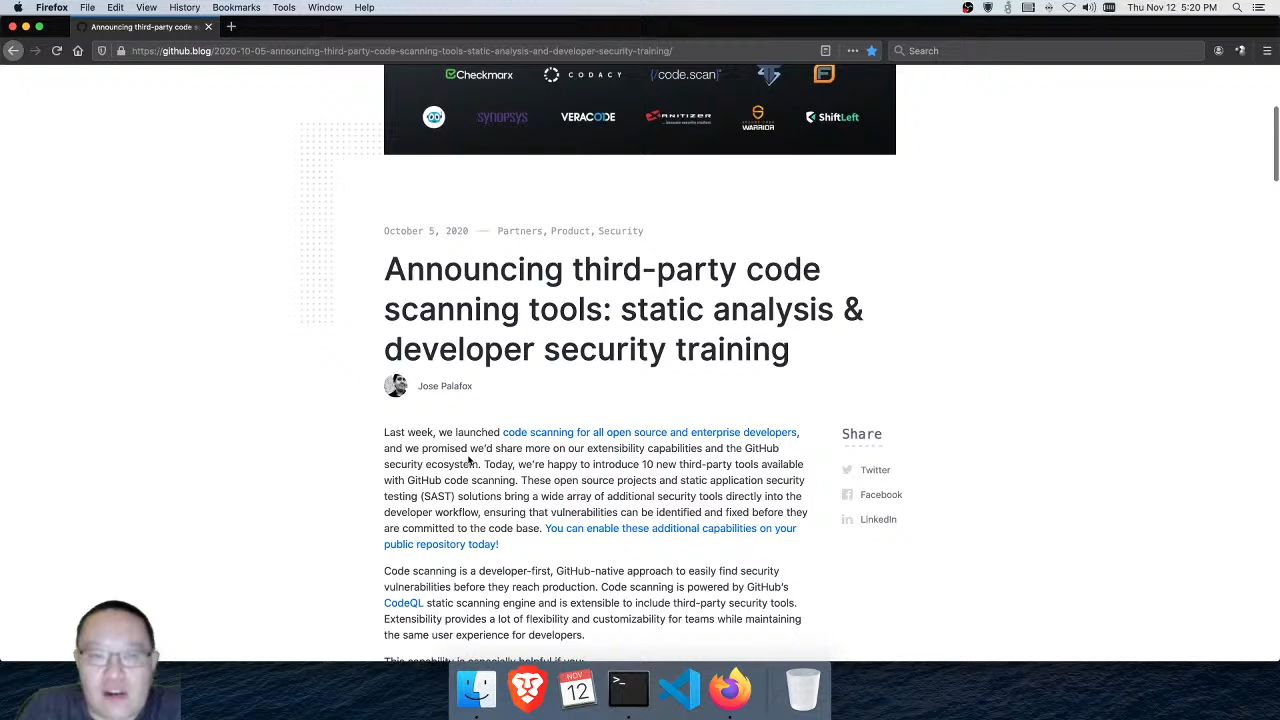 Firefox File Edit View History Bookmarks Tools Window Help Thu Nov 12 5:20 PM
Announcing third-party code s
https://github.blog/2020-10-05-announcing-third-party-code-scanning-tools-static-analysis-and-developer-security-training/
Search
Checkmarx CODACY /code.scan
SYNOPSYS VERACODE WARRIOR ShiftLeft
October 5, 2020 — Partners, Product, Security
Announcing third-party code
scanning tools: static analysis &
developer security training
Jose Palafox
Last week, we launched code scanning for all open source and enterprise developers,
and we promised we'd share more on our extensibility capabilities and the GitHub
security ecosystem. Today, we're happy to introduce 10 new third-party tools available
with GitHub code scanning. These open source projects and static application security
testing (SAST) solutions bring a wide array of additional security tools directly into the
developer workflow, ensuring that vulnerabilities can be identified and fixed before they
are committed to the code base. You can enable these additional capabilities on your
public repository today!
Share
Twitter
Facebook
LinkedIn
Code scanning is a developer-first, GitHub-native approach to easily find security
vulnerabilities before they reach production. Code scanning is powered by GitHub's
CodeQL static scanning engine and is extensible to include third-party security tools.
Extensibility provides a lot of flexibility and customizability for teams while maintaining
the same user experience for developers.
This capability is especially helpful if you:
NOV
12